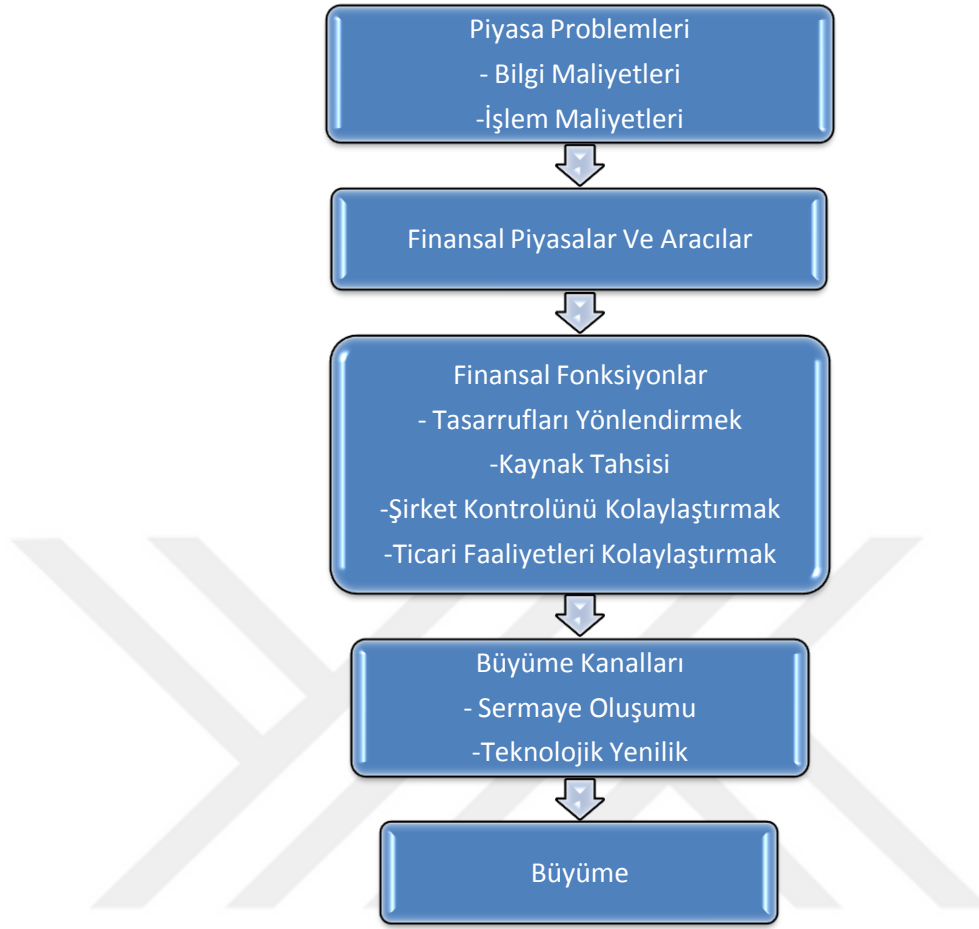 Piyasa Problemleri
- Bilgi Maliyetleri
-İşlem Maliyetleri
Finansal Piyasalar Ve Aracılar
Finansal Fonksiyonlar
- Tasarrufları Yönlendirmek
-Kaynak Tahsisi
-Şirket Kontrolünü Kolaylaştırmak
-Ticari Faaliyetleri Kolaylaştırmak
Büyüme Kanalları
- Sermaye Oluşumu
-Teknolojik Yenilik
Büyüme